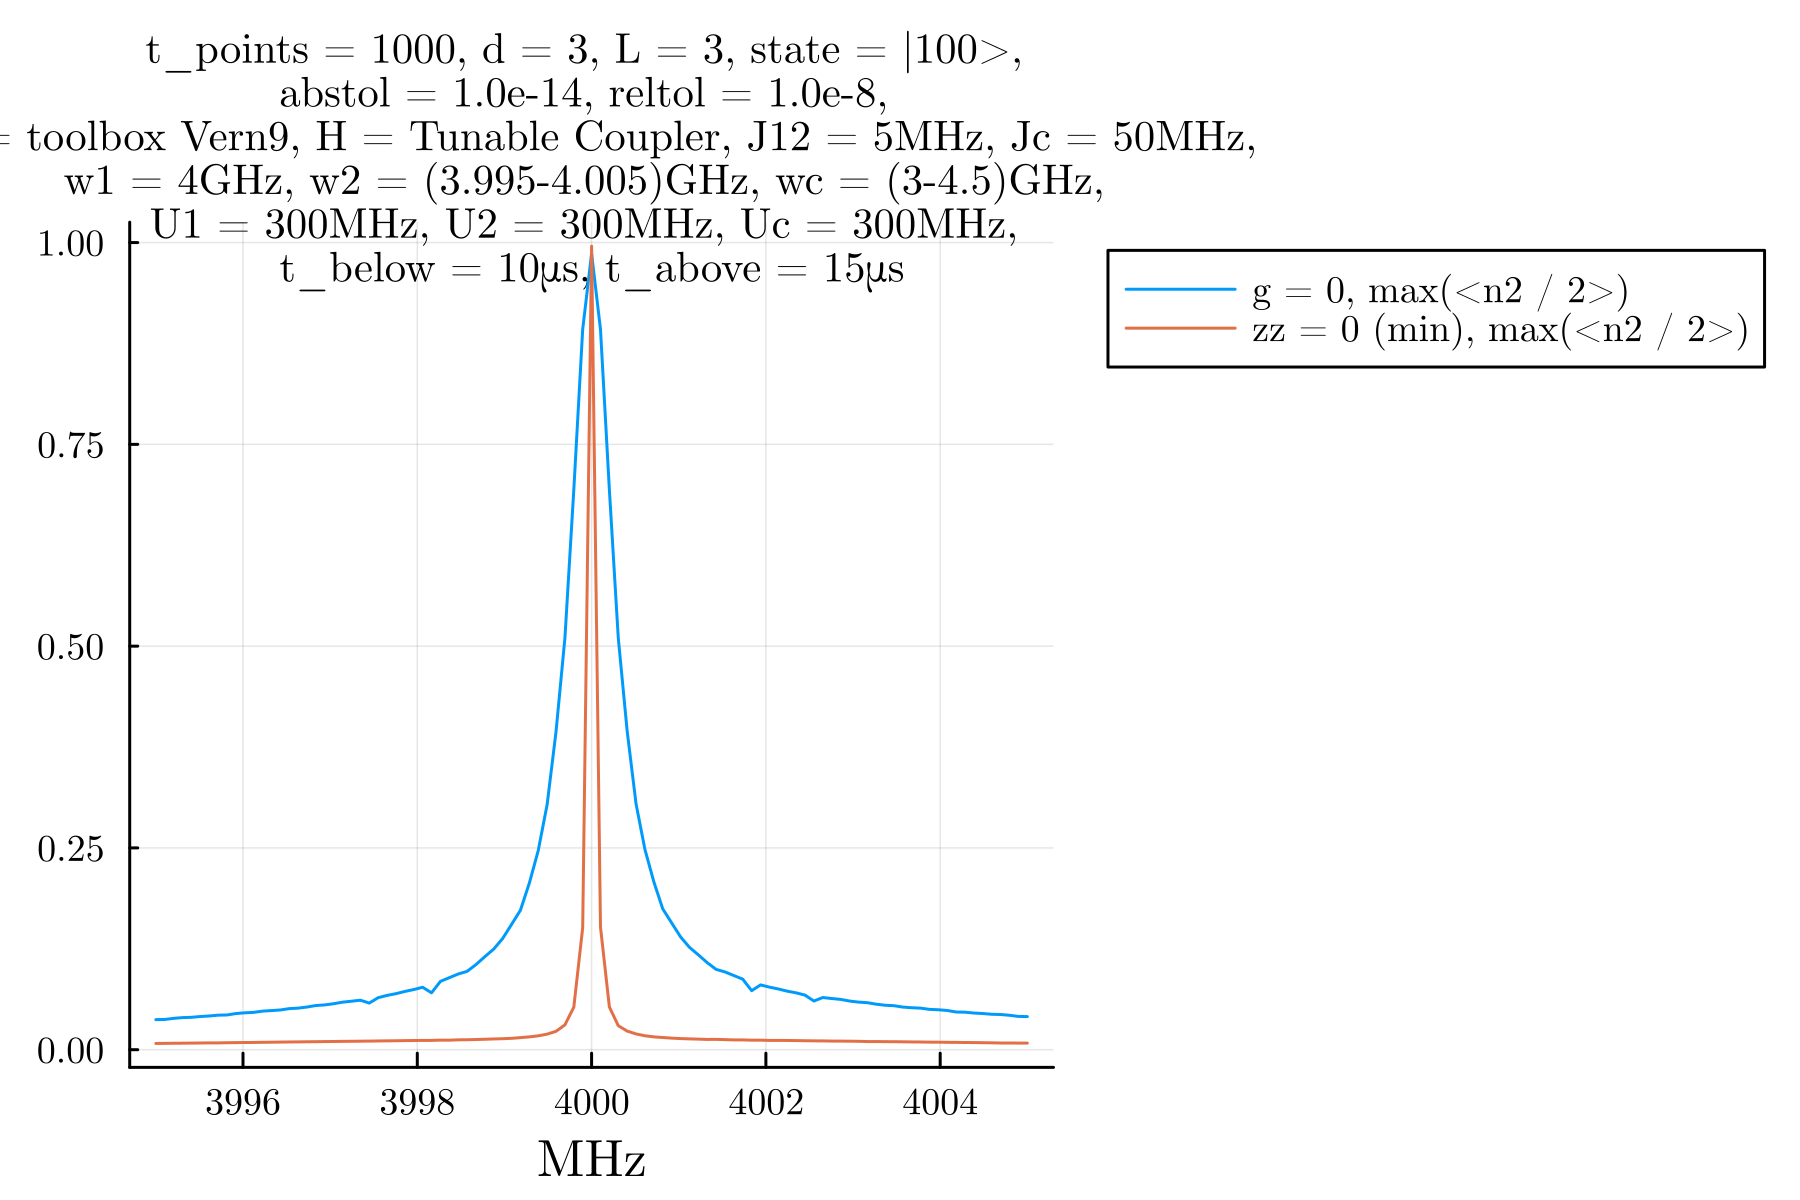 t_points = 1000, d = 3, L = 3, state = |100>,
abstol = 1.0e-14, reltol = 1.0e-8,
= toolbox Vern9, H = Tunable Coupler, J12 = 5MHz, Jc = 50MHz,
w1 = 4GHz, w2 = (3.995-4.005)GHz, wc = (3-4.5)GHz,
U1 = 300MHz, U2 = 300MHz, Uc = 300MHz,
t_below = 10μs, t_above = 15μs
g = 0, max(<n2 / 2>)
zz = 0 (min), max(<n2 / 2>)
1.00
0.75
0.50
0.25
0.00
3996 3998 4000 4002 4004
MHz